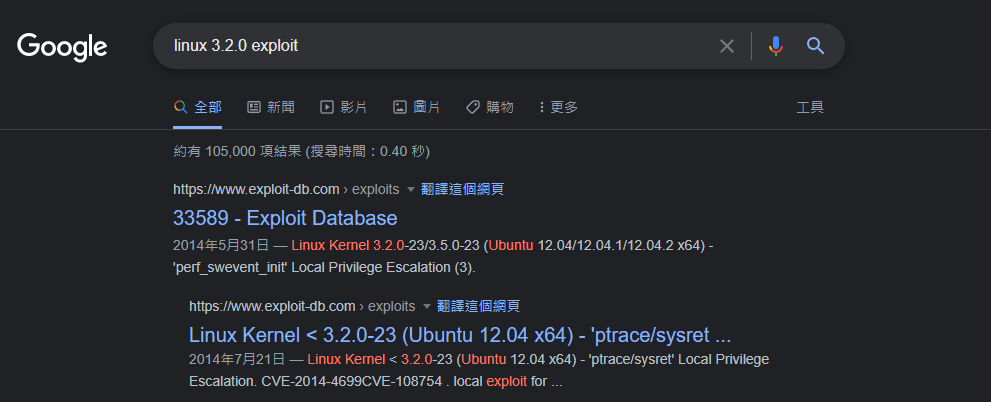 Google
linux 3.2.0 exploit
全部 新聞 影片 圖片 購物 更多 工具
約有 105,000 項結果 (搜尋時間：0.40 秒)
https://www.exploit-db.com › exploits 翻譯這個網頁
33589 - Exploit Database
2014年5月31日 — Linux Kernel 3.2.0-23/3.5.0-23 (Ubuntu 12.04/12.04.1/12.04.2 x64) -
'perf_swevent_init' Local Privilege Escalation (3).
https://www.exploit-db.com › exploits 翻譯這個網頁
Linux Kernel < 3.2.0-23 (Ubuntu 12.04 x64) - 'ptrace/sysret ...
2014年7月21日 — Linux Kernel < 3.2.0-23 (Ubuntu 12.04 x64) - 'ptrace/sysret' Local Privilege
Escalation. CVE-2014-4699CVE-108754 . local exploit for ...